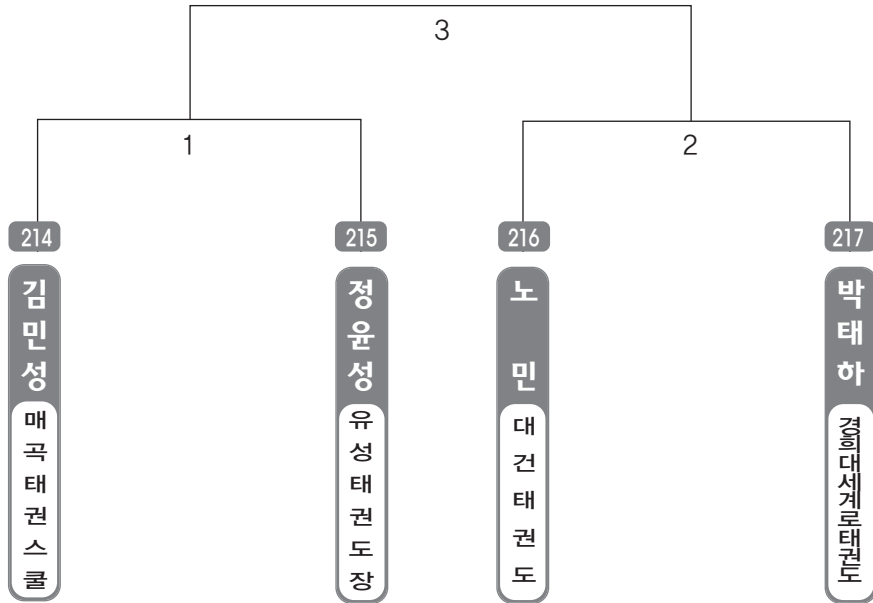 3
1
2
214
215
216
217
김민성
정윤성
노 민
박태하
매곡태권스쿨
유성태권도장
대건태권도
경희대세계로태권도